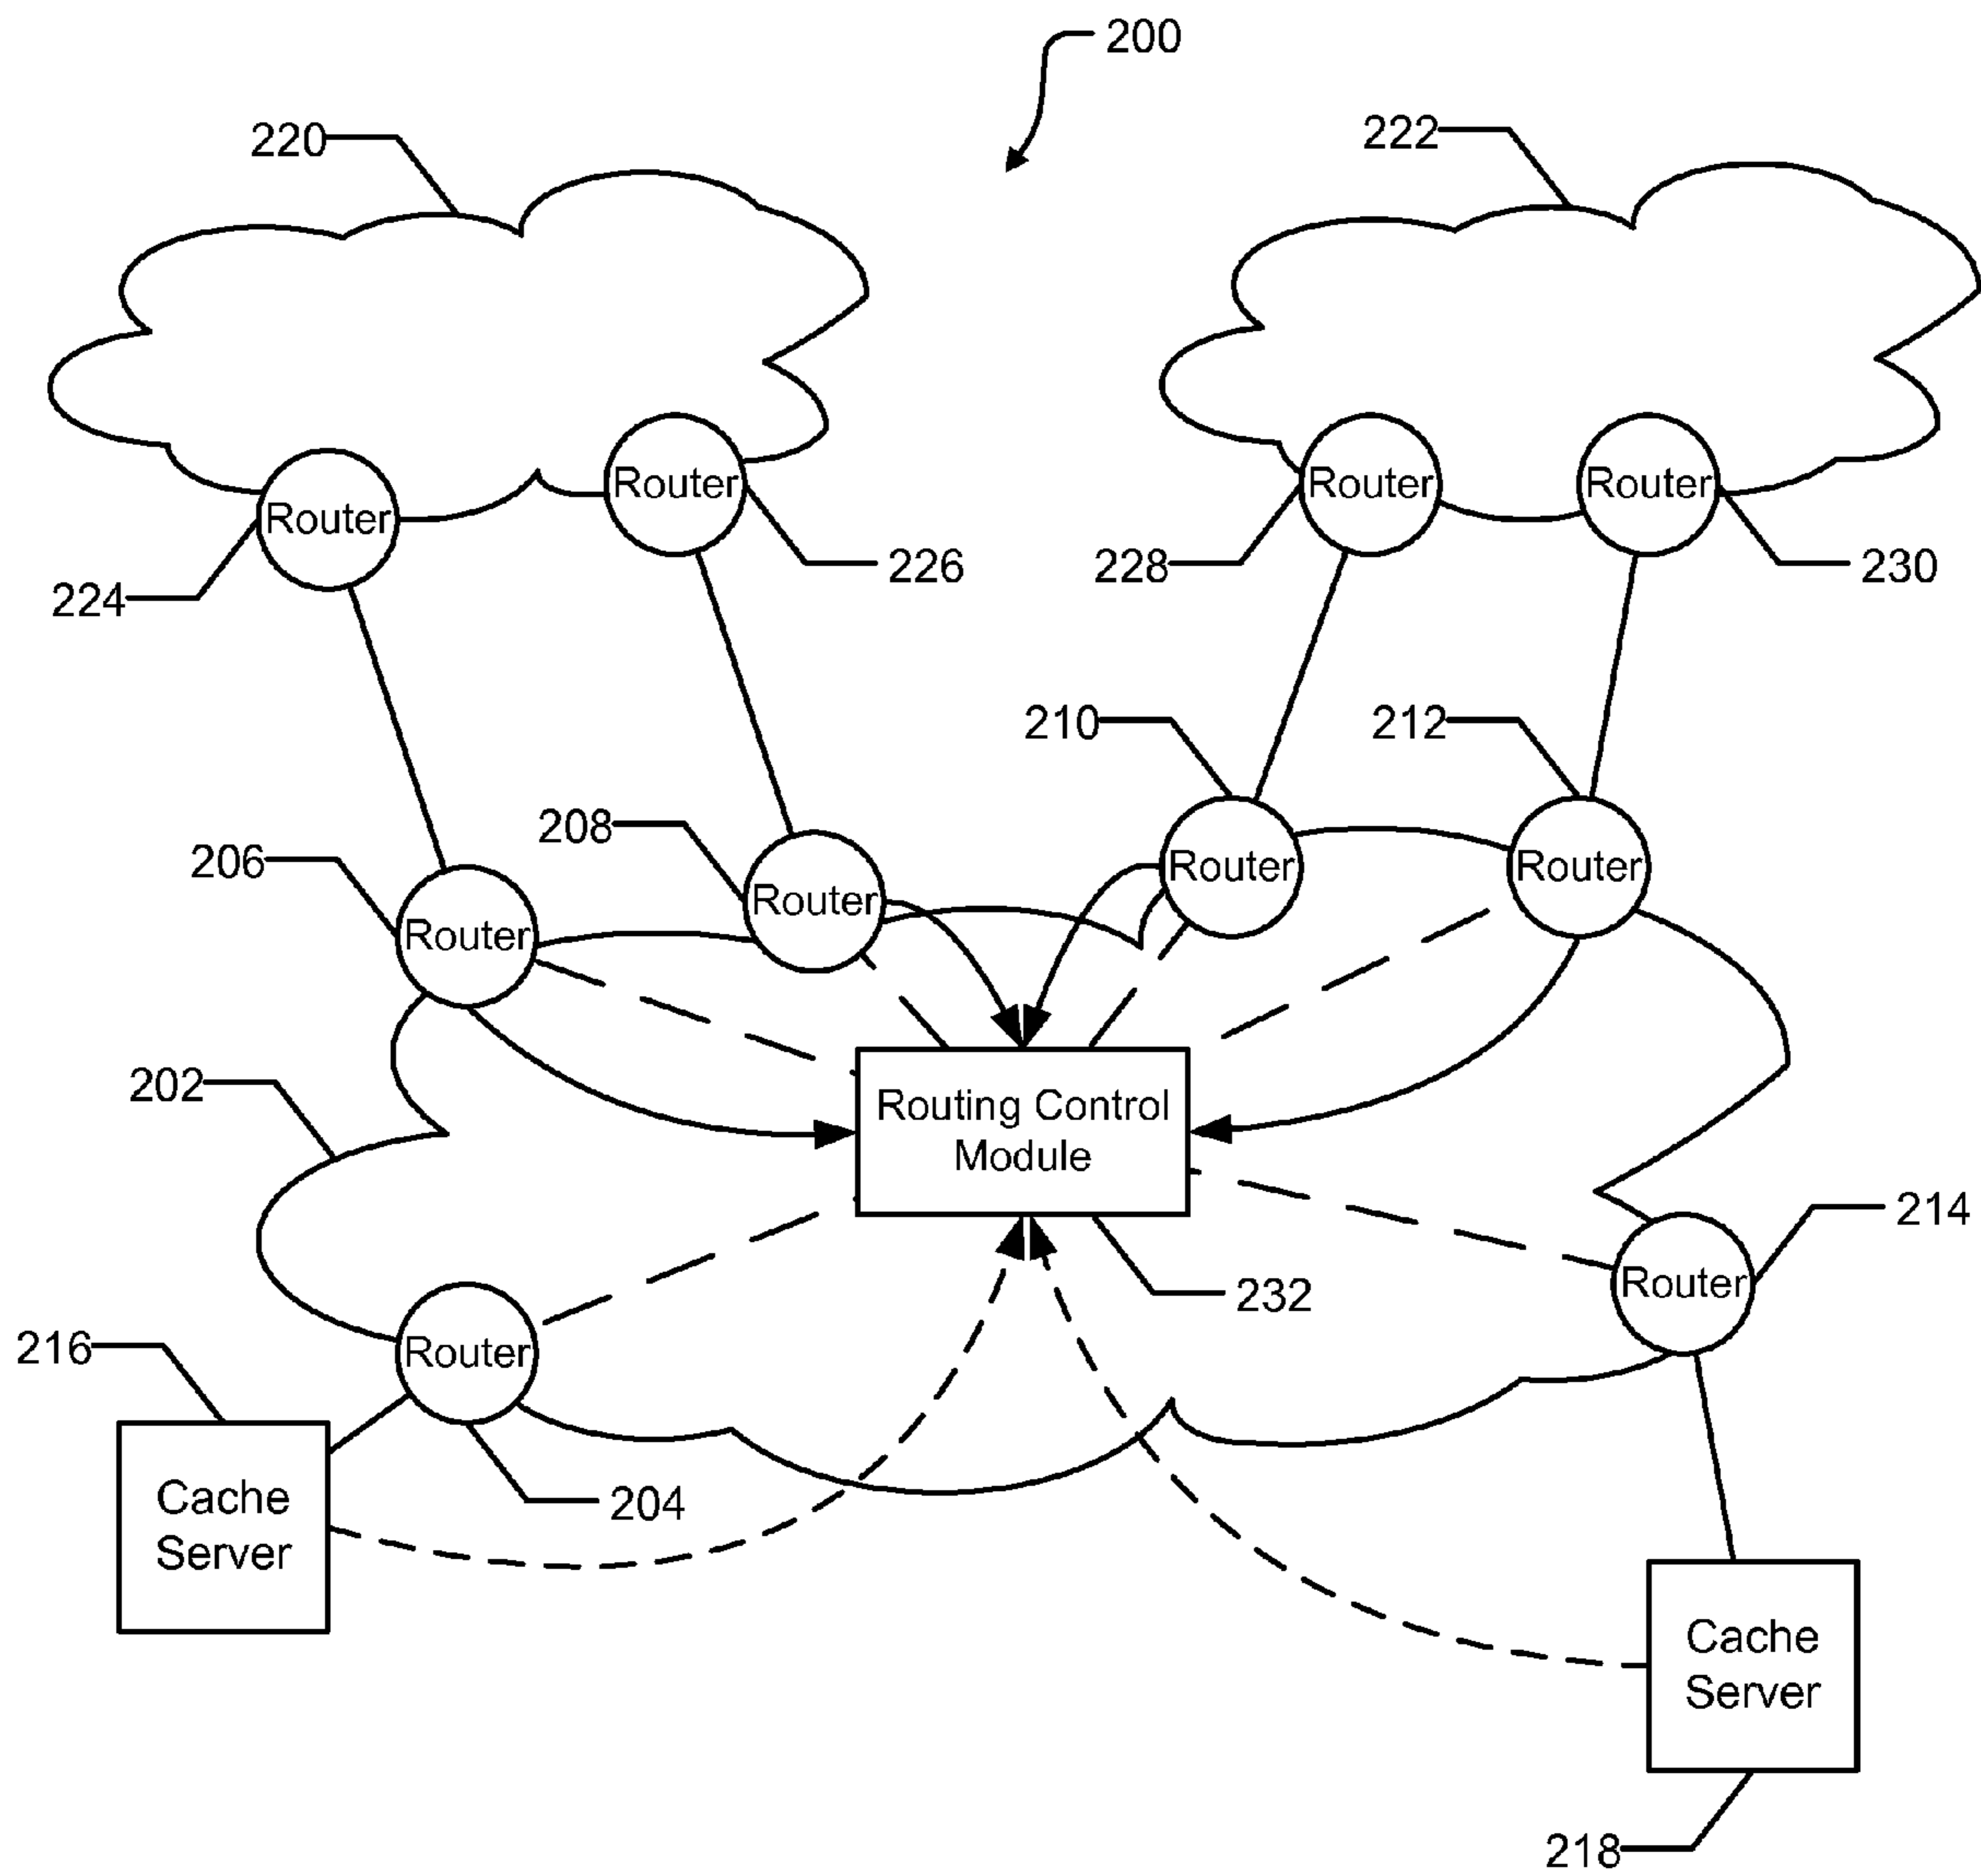 200
220
222
Router
Router
Router
Router
224
226
228
230
210
212
208
206
Router
Router
Router
Router
202
Routing Control
Module
214
Router
232
216
Router
204
Cache
Server
Cache
Server
218